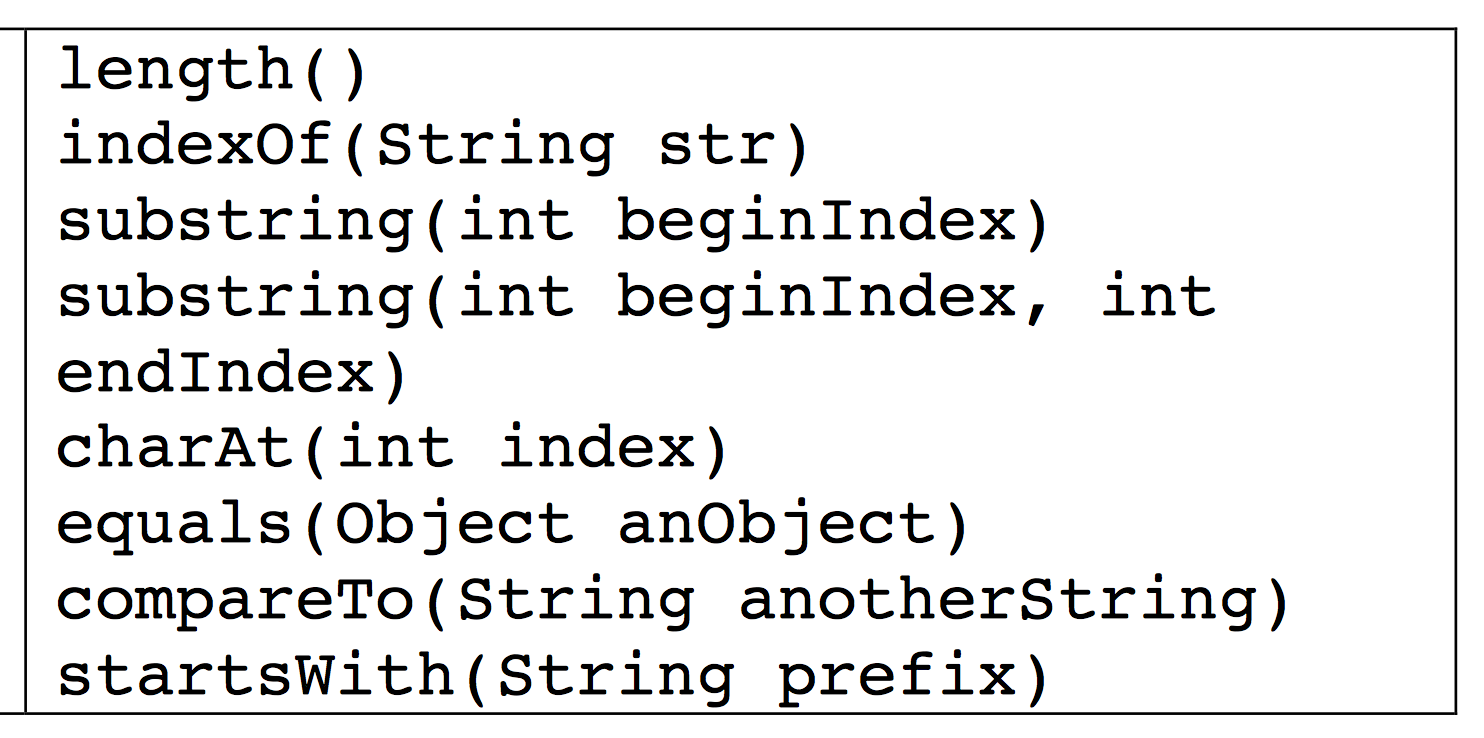 length()
indexOf(String str)
substring(int beginIndex)
substring(int beginIndex, int
endIndex)
charAt(int index)
equals(Object anObject)
compareTo(String anotherString)
startsWith(String prefix)